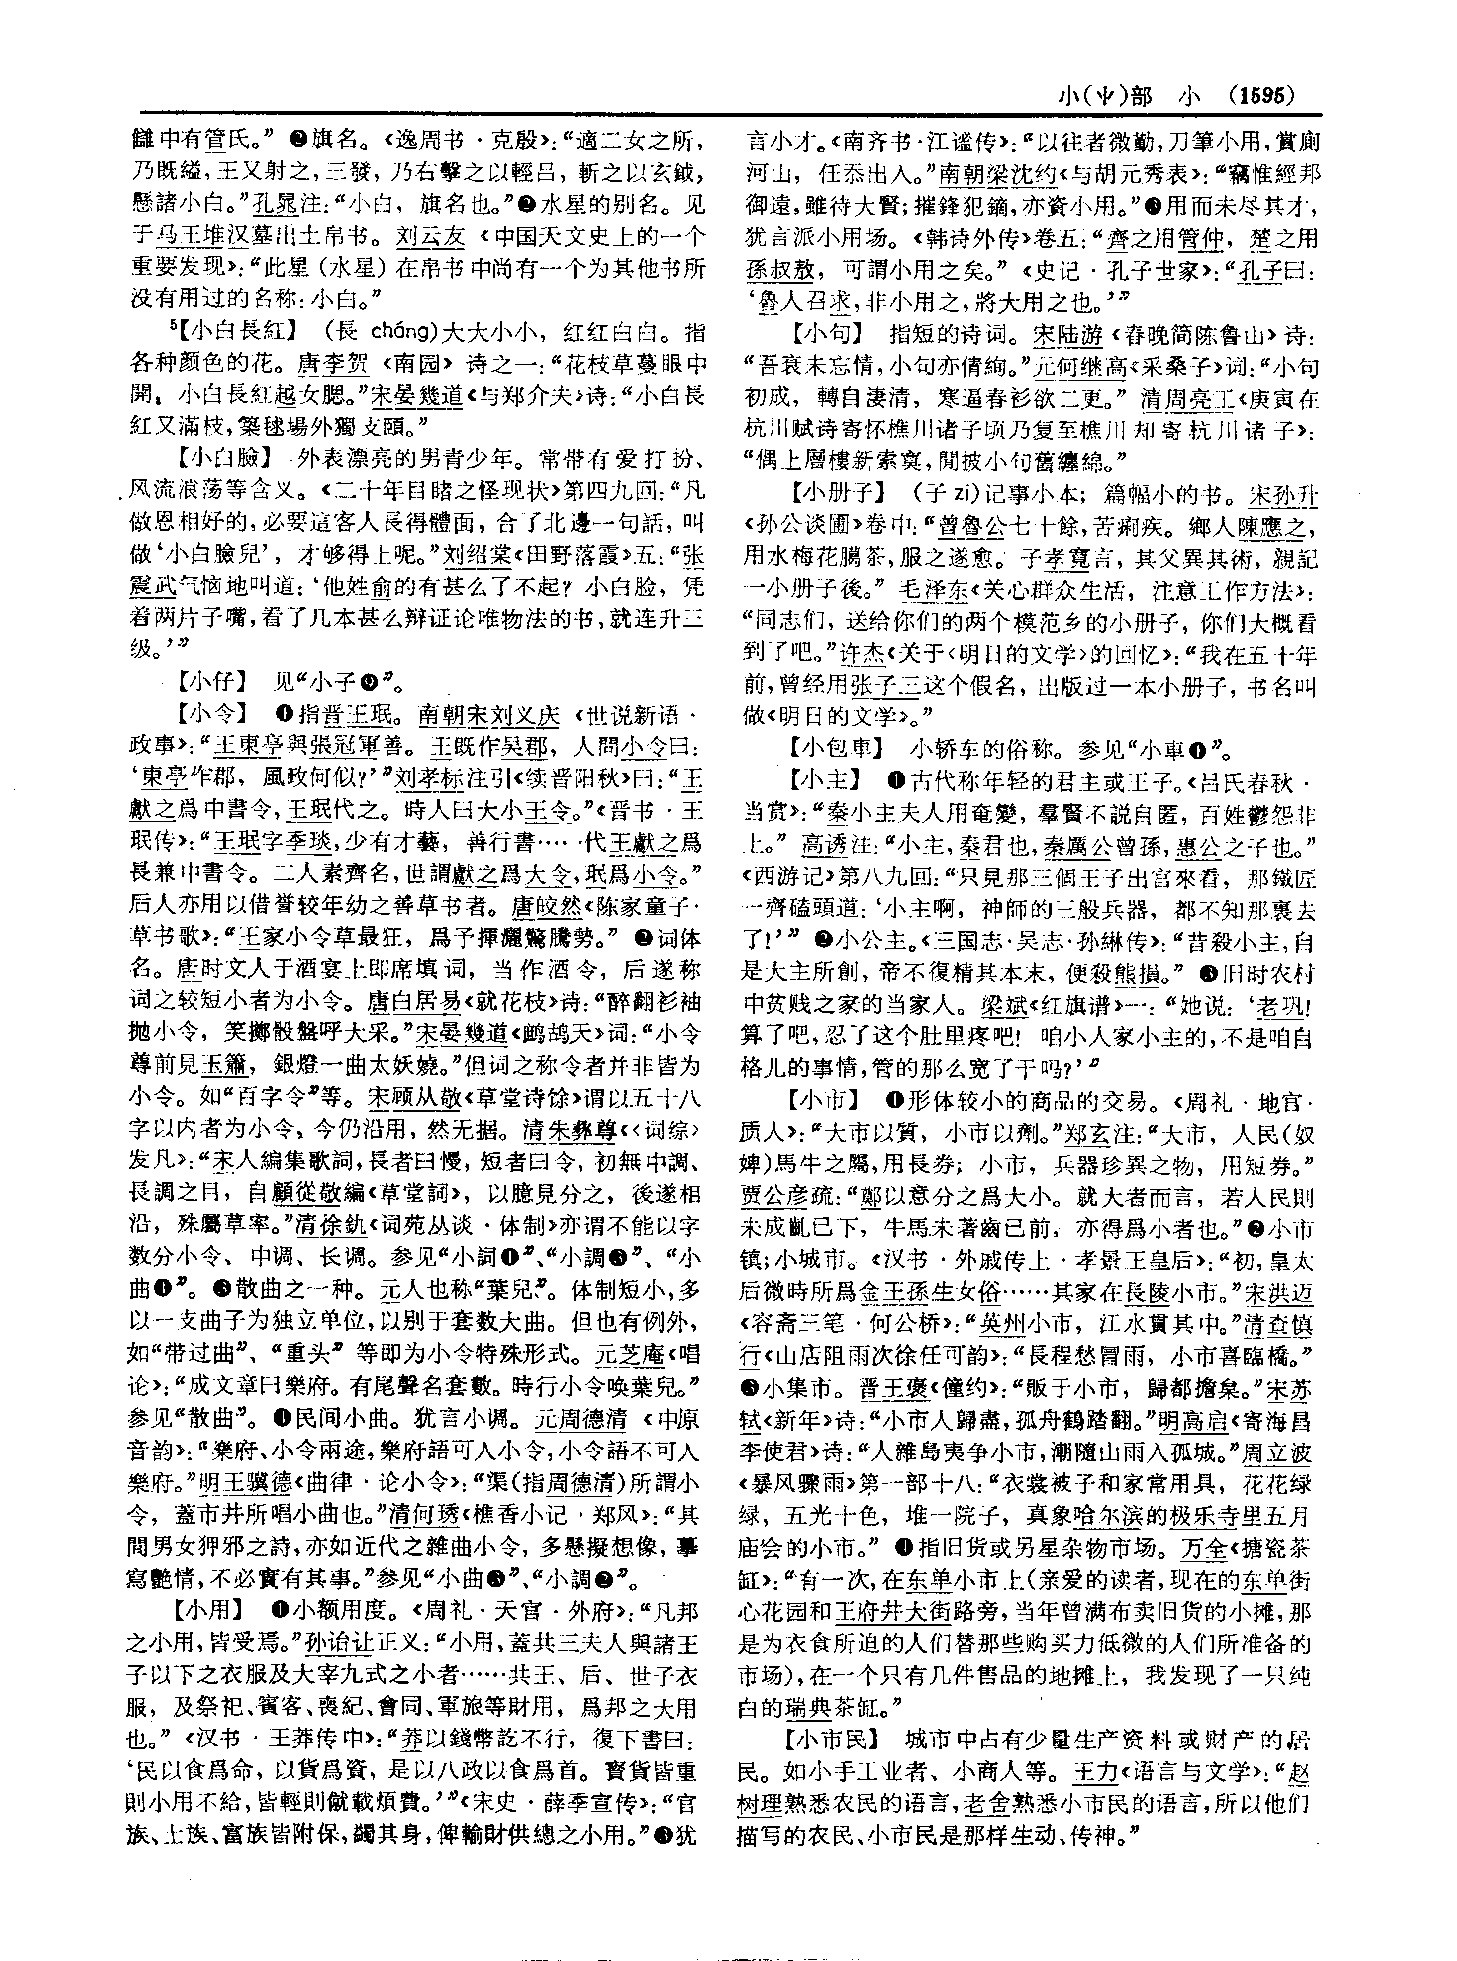 小(⺌)部　小　(1595)
讎中有管氏。”❷旗名。《逸周书·克殷》：“適二女之所，
乃既縊，王又射之，三發，乃右擊之以輕吕，斬之以玄鉞，
懸諸小白。”孔晁注：“小白，旗名也。”❷水星的别名。见
于马王堆汉墓出土帛书。刘云友《中国天文史上的一个
重要发现》：“此星（水星）在帛书中尚有一个为其他书所
没有用过的名称：小白。”
⁵【小白長紅】（長 cháng）大大小小，红红白白。指
各种颜色的花。唐李贺《南园》诗之一：“花枝草蔓眼中
開，小白長紅越女腮。”宋晏幾道《与郑介夫》诗：“小白長
紅又滿枝，築毬場外獨支頤。”
【小白臉】外表漂亮的男青少年。常带有爱打扮、
风流浪荡等含义。《二十年目睹之怪现状》第四九回：“凡
做恩相好的，必要這客人長得體面，合了北邊一句話，叫
做‘小白臉兒’，才够得上呢。”刘绍棠《田野落霞》五：“张
震武气恼地叫道：‘他姓俞的有甚么了不起？小白脸，凭
着两片子嘴，看了几本甚么辩证论唯物法的书，就连升三
级。’”
【小仔】见“小子❾”。
【小令】❶指晋王珉。南朝宋刘义庆《世说新语·
政事》：“王東亭與張冠軍善。王既作吴郡，人問小令曰：
‘東亭作郡，風政何似？’”刘孝标注引《续晋阳秋》曰：“王
獻之爲中書令，王珉代之。時人曰大小王令。”《晋书·王
珉传》：“王珉字季琰，少有才藝，善行書……代王獻之爲
長兼中書令。二人素齊名，世謂獻之爲大令，珉爲小令。”
后人亦用以借誉较年幼之善草书者。唐皎然《陈家童子·
草书歌》：“王家小令草最狂，爲予揮灑驚騰勢。”❷词体
名。唐时文人于酒宴上即席填词，当作酒令，后遂称
词之较短小者为小令。唐白居易《就花枝》诗：“醉翻衫袖
抛小令，笑擲骰盤呼大采。”宋晏幾道《鹧鸪天》词：“小令
尊前見玉簫，銀燈一曲太妖嬈。”但词之称令者并非皆为
小令。如“百字令”等。宋顾从敬《草堂诗馀》谓以五十八
字以内者为小令，今仍沿用，然无据。清朱彝尊《〈词综〉
发凡》：“宋人編集歌詞，長者曰慢，短者曰令，初無中調、
長調之目，自顧從敬編《草堂詞》，以臆見分之，後遂相
沿，殊屬草率。”清徐釚《词苑丛谈·体制》亦谓不能以字
数分小令、中调、长调。参见“小詞❶”、“小調❸”、“小
曲❶”。❸散曲之一种。元人也称“葉兒”。体制短小，多
以一支曲子为独立单位，以别于套数大曲。但也有例外，
如“带过曲”、“重头”等即为小令特殊形式。元芝庵《唱
论》：“成文章曰樂府。有尾聲名套數。時行小令唤葉兒。”
参见“散曲”。❹民间小曲。犹言小调。元周德清《中原
音韵》：“樂府、小令兩途，樂府語可入小令，小令語不可入
樂府。”明王骥德《曲律·论小令》：“渠（指周德清）所謂小
令，蓋市井所唱小曲也。”清何琇《樵香小记·郑风》：“其
間男女狎邪之詩，亦如近代之雜曲小令，多懸擬想像，摹
寫艷情，不必實有其事。”参见“小曲❸”、“小調❷”。
【小用】❶小额用度。《周礼·天官·外府》：“凡邦
之小用，皆受焉。”孙诒让正义：“小用，蓋共三夫人與諸王
子以下之衣服及大宰九式之小者……共王、后、世子衣
服，及祭祀、賓客、喪紀、會同、軍旅等財用，爲邦之大用
也。”《汉书·王莽传中》：“莽以錢幣訖不行，復下書曰：
‘民以食爲命，以貨爲資，是以八政以食爲首。寶貨皆重
則小用不給，皆輕則僦載煩費。’”《宋史·薛季宣传》：“官
族、士族、富族皆附保，蠲其身，俾輸財供總之小用。”❷犹
言小才。《南齐书·江谧传》：“以往者微勤，刀筆小用，賞廁
河山，任忝出入。”南朝梁沈约《与胡元秀表》：“竊惟經邦
御遠，雖待大賢；摧鋒犯鏑，亦資小用。”❸用而未尽其才，
犹言派小用场。《韩诗外传》卷五：“齊之用管仲，楚之用
孫叔敖，可謂小用之矣。”《史记·孔子世家》：“孔子曰：
‘魯人召求，非小用之，將大用之也。’”
【小句】指短的诗词。宋陆游《春晚简陈鲁山》诗：
“吾衰未忘情，小句亦倩絢。”元何继高《采桑子》词：“小句
初成，轉自淒清，寒逼春衫欲二更。”清周亮工《庚寅在
杭川赋诗寄怀樵川诸子顷乃复至樵川却寄杭川诸子》：
“偶上層樓新索寞，閒披小句舊纏綿。”
【小册子】（子 zi）记事小本；篇幅小的书。宋孙升
《孙公谈圃》卷中：“曾魯公七十餘，苦痢疾。鄉人陳應之，
用水梅花臈茶，服之遂愈。子孝寬言，其父異其術，親記
一小册子後。”毛泽东《关心群众生活，注意工作方法》：
“同志们，送给你们的两个模范乡的小册子，你们大概看
到了吧。”许杰《关于〈明日的文学〉的回忆》：“我在五十年
前，曾经用张子三这个假名，出版过一本小册子，书名叫
做《明日的文学》。”
【小包車】小轿车的俗称。参见“小車❶”。
【小主】❶古代称年轻的君主或王子。《吕氏春秋·
当赏》：“秦小主夫人用奄變，羣賢不説自匿，百姓鬱怨非
上。”高诱注：“小主，秦君也，秦厲公曾孫，惠公之子也。”
《西游记》第八九回：“只見那三個王子出宫來看，那鐵匠
一齊磕頭道：‘小主啊，神師的三般兵器，都不知那裏去
了！’”❷小公主。《三国志·吴志·孙綝传》：“昔殺小主，自
是大主所創，帝不復精其本末，便殺熊損。”❸旧时农村
中贫贱之家的当家人。梁斌《红旗谱》一：“她说：‘老巩！
算了吧，忍了这个肚里疼吧！咱小人家小主的，不是咱自
格儿的事情，管的那么宽了干吗？’”
【小市】❶形体较小的商品的交易。《周礼·地官·
质人》：“大市以質，小市以劑。”郑玄注：“大市，人民（奴
婢）馬牛之屬，用長券；小市，兵器珍異之物，用短券。”
贾公彦疏：“鄭以意分之爲大小。就大者而言，若人民則
未成齓已下，牛馬未著齒已前，亦得爲小者也。”❷小市
镇；小城市。《汉书·外戚传上·孝景王皇后》：“初，皇太
后微時所爲金王孫生女俗……其家在長陵小市。”宋洪迈
《容斋三笔·何公桥》：“英州小市，江水貫其中。”清查慎
行《山店阻雨次徐任可韵》：“長程愁冒雨，小市喜臨橋。”
❸小集市。晋王褒《僮约》：“販于小市，歸都擔枲。”宋苏
轼《新年》诗：“小市人歸盡，孤舟鶴踏翻。”明高启《寄海昌
李使君》诗：“人雜島夷争小市，潮隨山雨入孤城。”周立波
《暴风骤雨》第一部十八：“衣裳被子和家常用具，花花绿
绿，五光十色，堆一院子，真象哈尔滨的极乐寺里五月
庙会的小市。”❹指旧货或另星杂物市场。万全《搪瓷茶
缸》：“有一次，在东单小市上（亲爱的读者，现在的东单街
心花园和王府井大街路旁，当年曾满布卖旧货的小摊，那
是为衣食所迫的人们替那些购买力低微的人们所准备的
市场），在一个只有几件售品的地摊上，我发现了一只纯
白的瑞典茶缸。”
【小市民】城市中占有少量生产资料或财产的居
民。如小手工业者、小商人等。王力《语言与文学》：“赵
树理熟悉农民的语言，老舍熟悉小市民的语言，所以他们
描写的农民、小市民是那样生动、传神。”